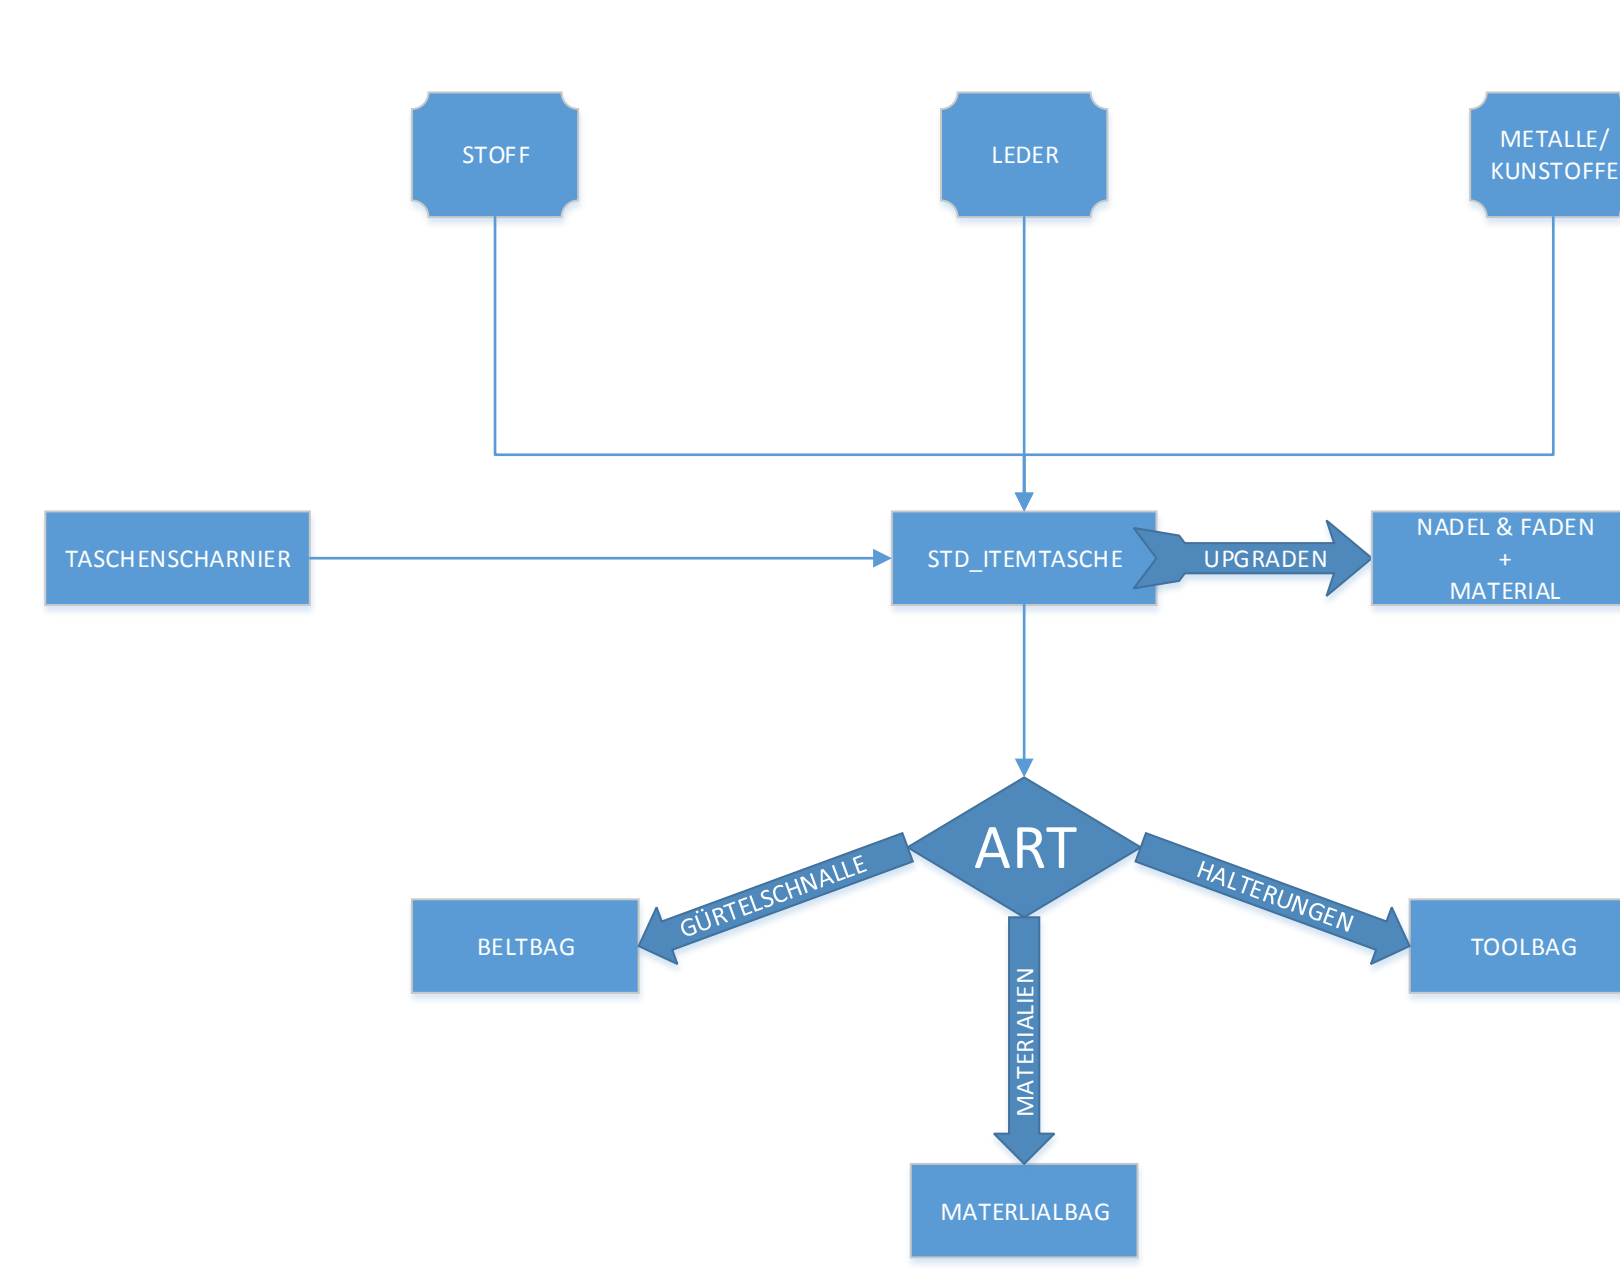 STOFF
LEDER
METALLE/
KUNSTOFFE
TASCHENSCHARNIER
STD_ITEMTASCHE
UPGRADEN
NADEL & FADEN
+
MATERIAL
ART
GÜRTELSCHNALLE
HALTERUNGEN
BELTBAG
MATERIALIEN
TOOLBAG
MATERLIALBAG